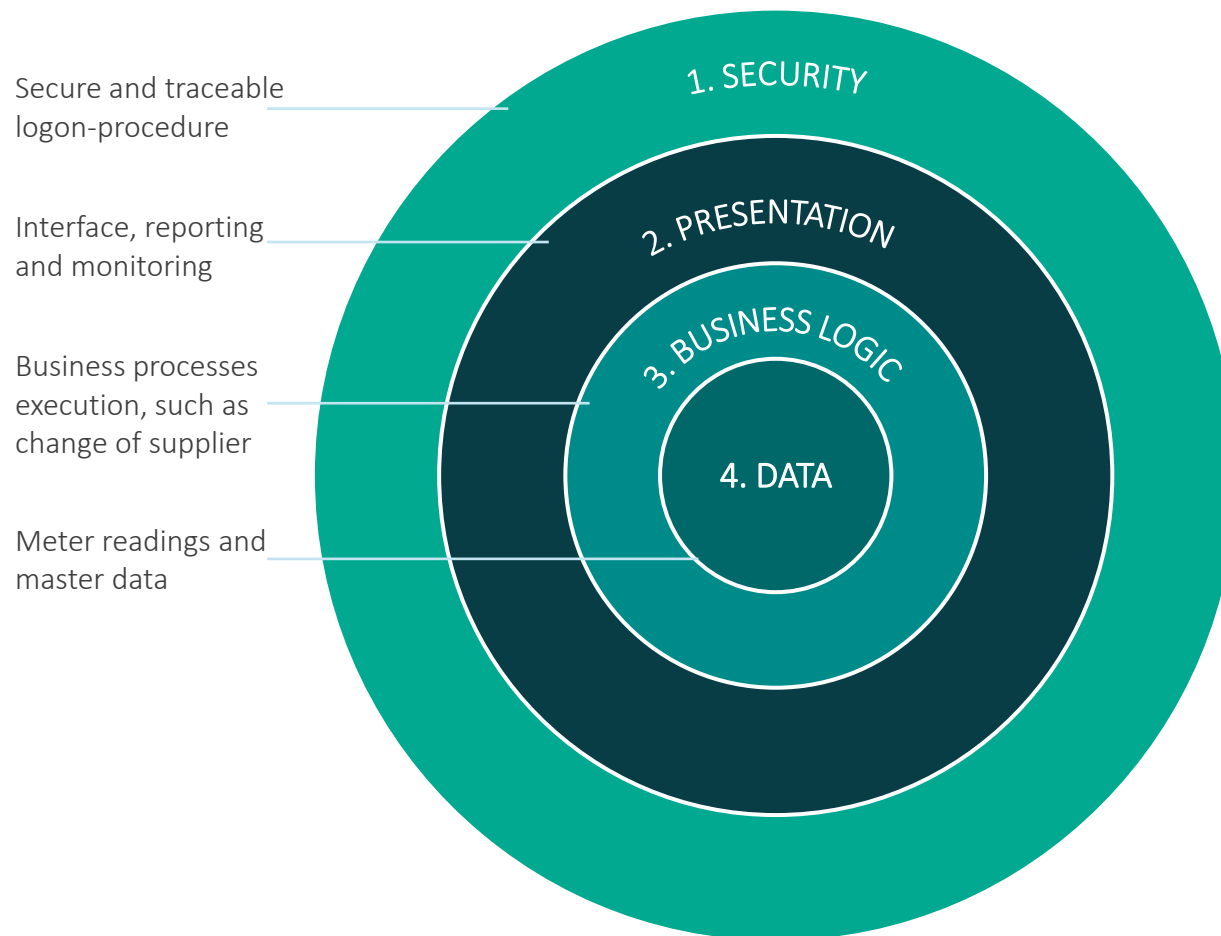 Secure and traceable
logon-procedure
Interface, reporting
and monitoring
Business processes
execution, such as
change of supplier
Meter readings and
master data
1. SECURITY
2. PRESENTATION
3. BUSINESS LOGIC
4. DATA